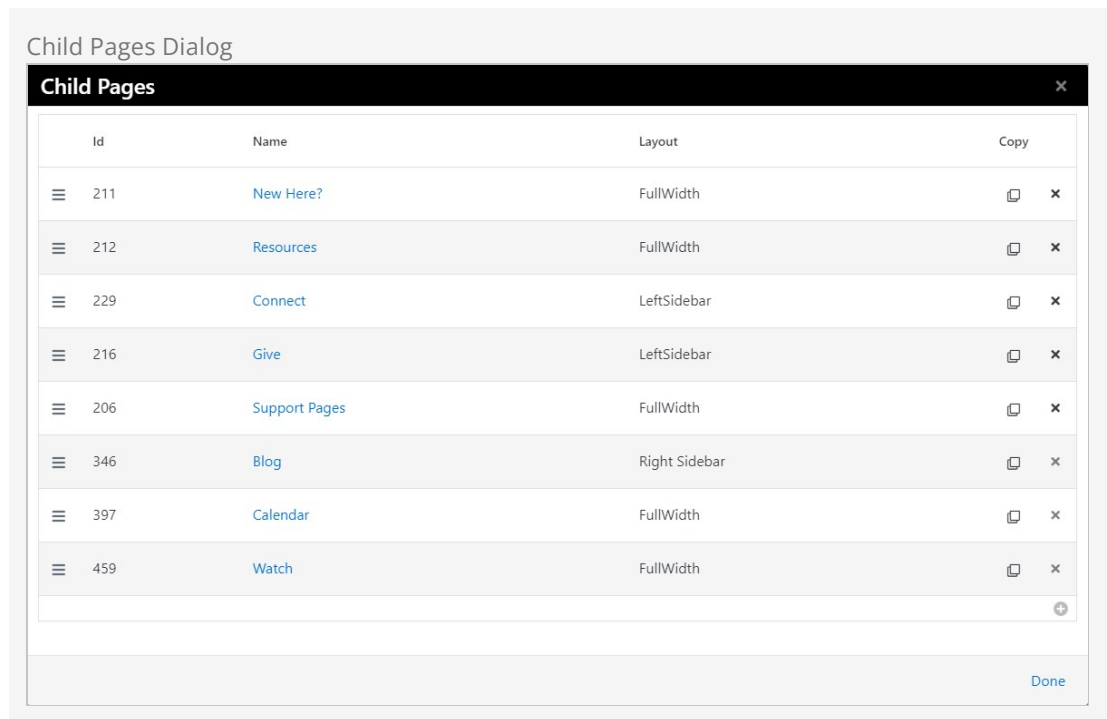 Child Pages Dialog
Child Pages
Id Name Layout Copy
211 New Here? FullWidth
212 Resources FullWidth
229 Connect LeftSidebar
216 Give LeftSidebar
206 Support Pages FullWidth
346 Blog Right Sidebar
397 Calendar FullWidth
459 Watch FullWidth
Done